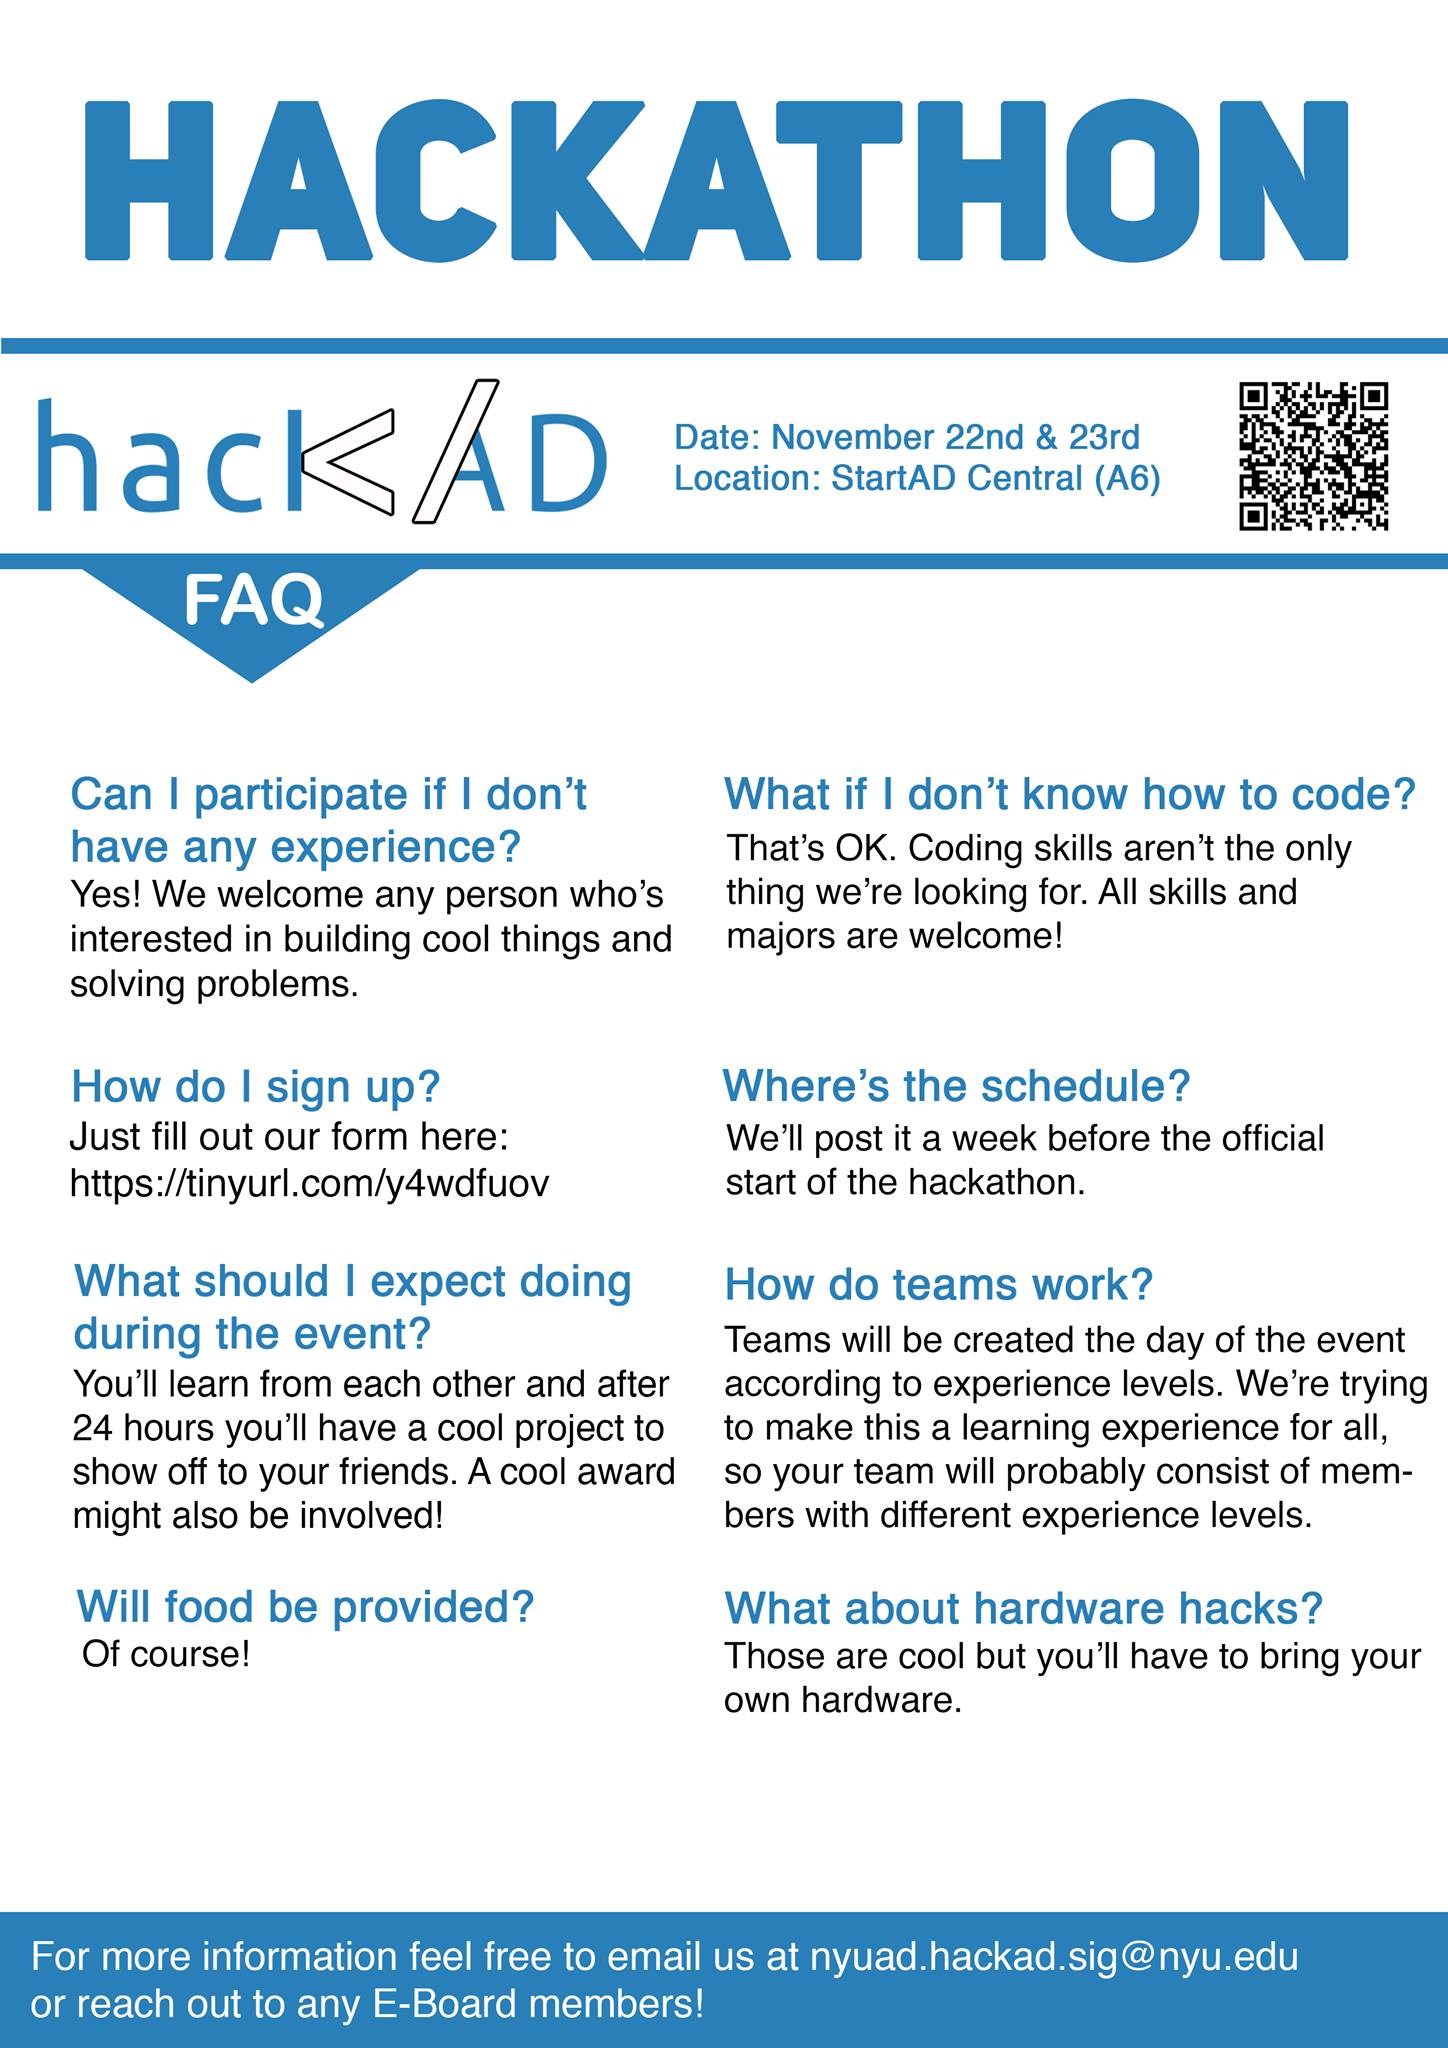 HACKATHON
hack</AD
Date: November 22nd & 23rd
Location: StartAD Central (A6)
FAQ
Can I participate if I don't
have any experience?
Yes! We welcome any person who's
interested in building cool things and
solving problems.
What if I don't know how to code?
That's OK. Coding skills aren't the only
thing we're looking for. All skills and
majors are welcome!
How do I sign up?
Just fill out our form here:
https://tinyurl.com/y4wdfuov
Where's the schedule?
We'll post it a week before the official
start of the hackathon.
What should I expect doing
during the event?
You'll learn from each other and after
24 hours you'll have a cool project to
show off to your friends. A cool award
might also be involved!
How do teams work?
Teams will be created the day of the event
according to experience levels. We're trying
to make this a learning experience for all,
so your team will probably consist of mem-
bers with different experience levels.
Will food be provided?
Of course!
What about hardware hacks?
Those are cool but you'll have to bring your
own hardware.
For more information feel free to email us at nyuad.hackad.sig@nyu.edu
or reach out to any E-Board members!